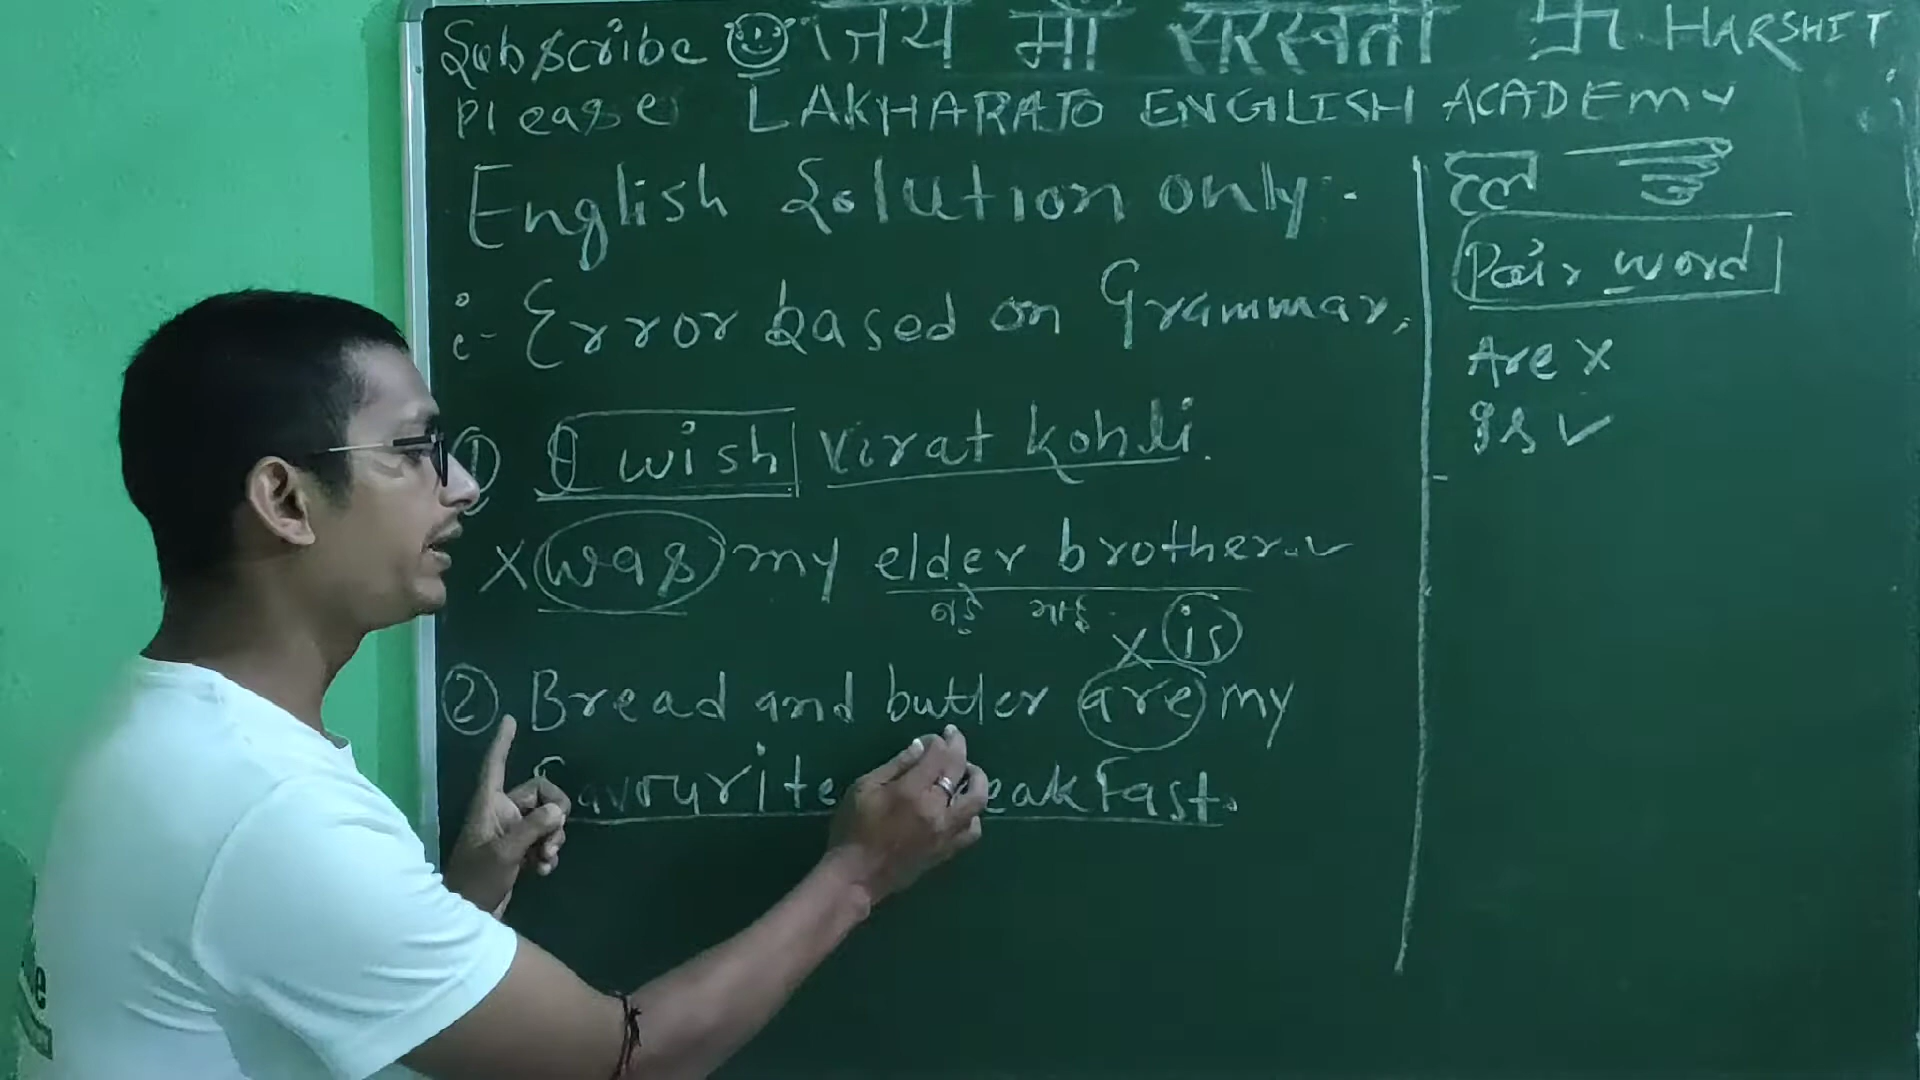 Subscribe जय माँ सरस्वती 卐 HARSHIT
Please LAKHARATO ENGLISH ACADEMY
English Solution only:-
:- Error based on Grammar,
① I wish virat kohli.
X was my elder brother. ✓
बड़े भाई
X is
② Bread and butter are my
Favourite breakfast.
हल
Pair word
Are X
Is ✓